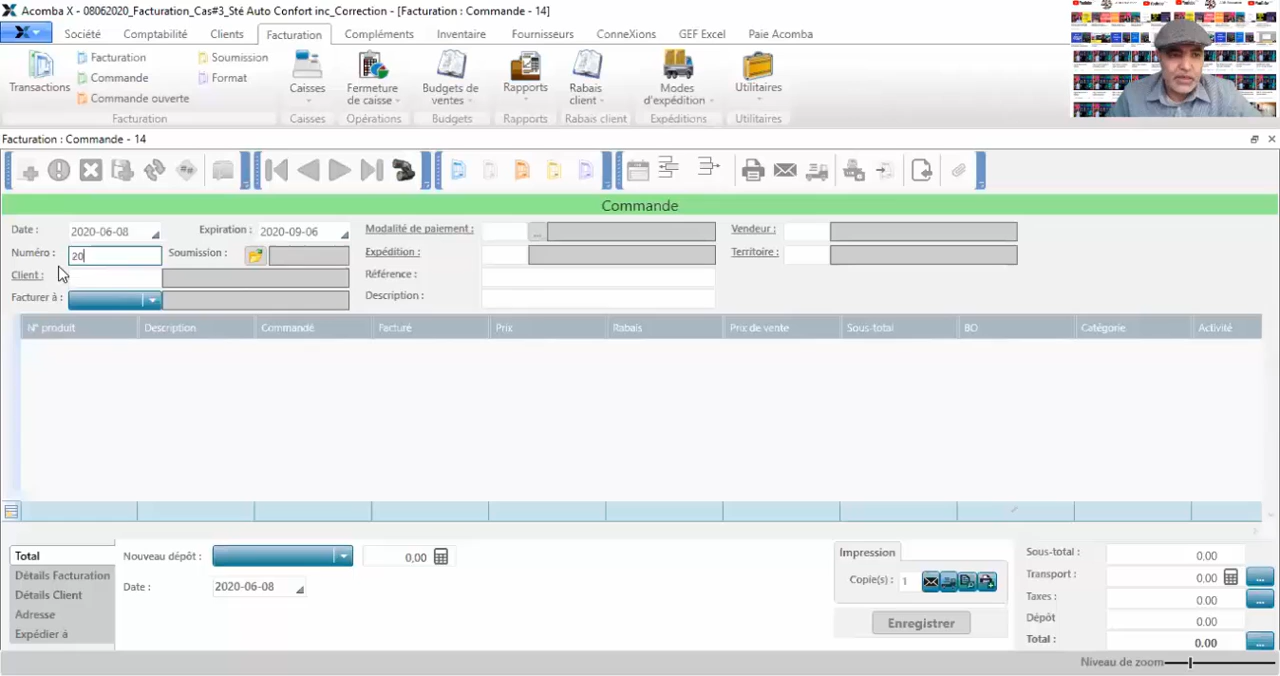 Acomba X - 08062020_Facturation_Cas#3_Sté Auto Confort inc_Correction - [Facturation : Commande - 14]
Société Comptabilité Clients Facturation ConneXions GEF Excel Paie Acomba
Transactions
Facturation
Commande
Commande ouverte
Soumission
Format
Caisses
Fermeture de caisse
Budgets de ventes
Rapports
Rabais client
Modes d'expédition
Utilitaires
Facturation Caisses Budgets Rapports Rabais client Expéditions Utilitaires
Facturation : Commande - 14
Commande
Date : 2020-06-08 Expiration : 2020-09-06 Modalité de paiement : ... Vendeur :
Numéro : 20 Soumission : Expédition : Territoire :
Client : Référence :
Facturer à : Description :
N° produit Description Commandé Facturé Prix Rabais Prix de vente Sous-total BO Catégorie Activité
Total
Détails Facturation
Détails Client
Adresse
Expédier à
Nouveau dépôt : 0,00
Date : 2020-06-08
Impression
Copie(s) : 1
Enregistrer
Sous-total : 0,00
Transport : 0,00 ...
Taxes : 0,00 ...
Dépôt 0,00
Total : 0.00 ...
Niveau de zoom